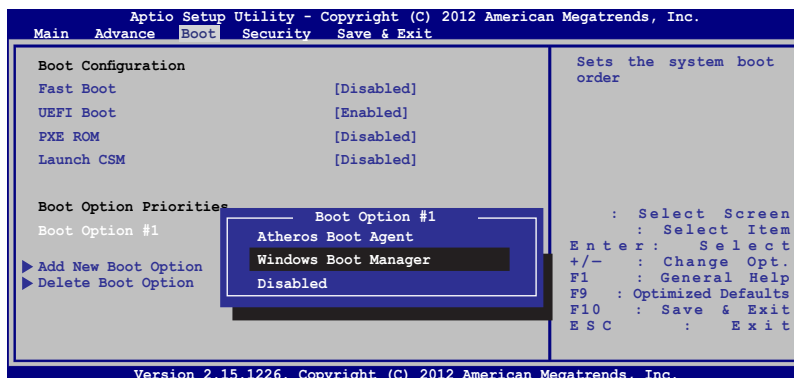 Aptio Setup Utility - Copyright (C) 2012 American Megatrends, Inc.
Main Advance Boot Security Save & Exit
Boot Configuration
Fast Boot [Disabled]
UEFI Boot [Enabled]
PXE ROM [Disabled]
Launch CSM [Disabled]
Boot Option Priorities
Boot Option #1
Add New Boot Option
Delete Boot Option
Boot Option #1
Atheros Boot Agent
Windows Boot Manager
Disabled
Sets the system boot
order
: Select Screen
: Select Item
Enter: Select
+/— : Change Opt.
F1 : General Help
F9 : Optimized Defaults
F10 : Save & Exit
ESC : Exit
Version 2.15.1226. Copyright (C) 2012 American Megatrends, Inc.